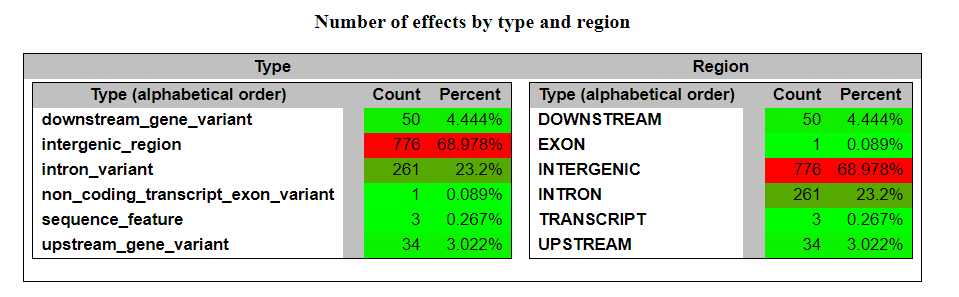 Number of effects by type and region
Type Region
Type (alphabetical order) Count Percent Type (alphabetical order) Count Percent
downstream_gene_variant 50 4.444% DOWNSTREAM 50 4.444%
intergenic_region 776 68.978% EXON 1 0.089%
intron_variant 261 23.2% INTERGENIC 776 68.978%
non_coding_transcript_exon_variant 1 0.089% INTRON 261 23.2%
sequence_feature 3 0.267% TRANSCRIPT 3 0.267%
upstream_gene_variant 34 3.022% UPSTREAM 34 3.022%